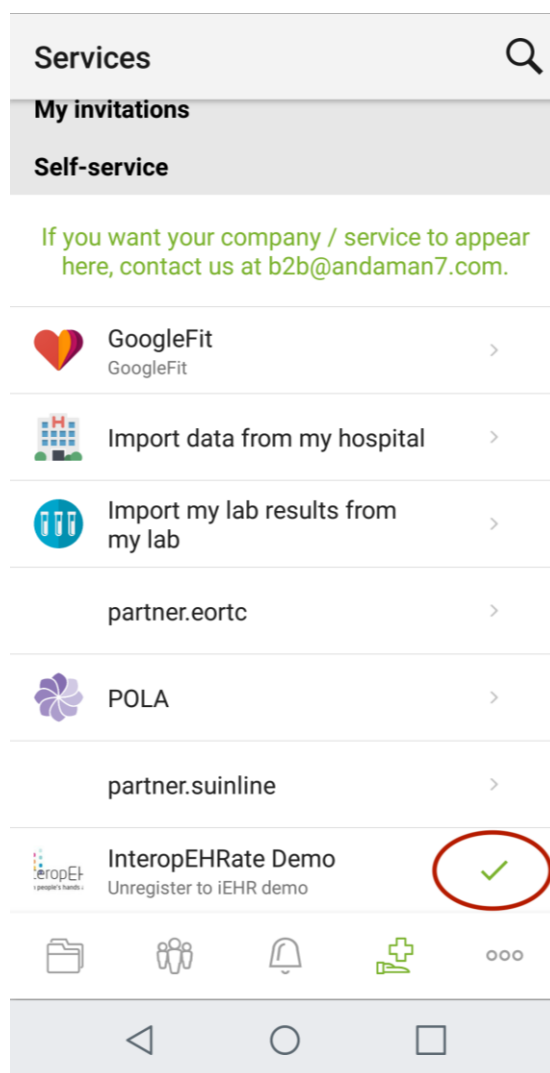 Services
My invitations
Self-service
If you want your company / service to appear
here, contact us at b2b@andaman7.com.
GoogleFit
GoogleFit
Import data from my hospital
H
Import my lab results from
my lab
partner.eortc
POLA
partner.suinline
InteropEHRate Demo
Unregister to iEHR demo
people's hands